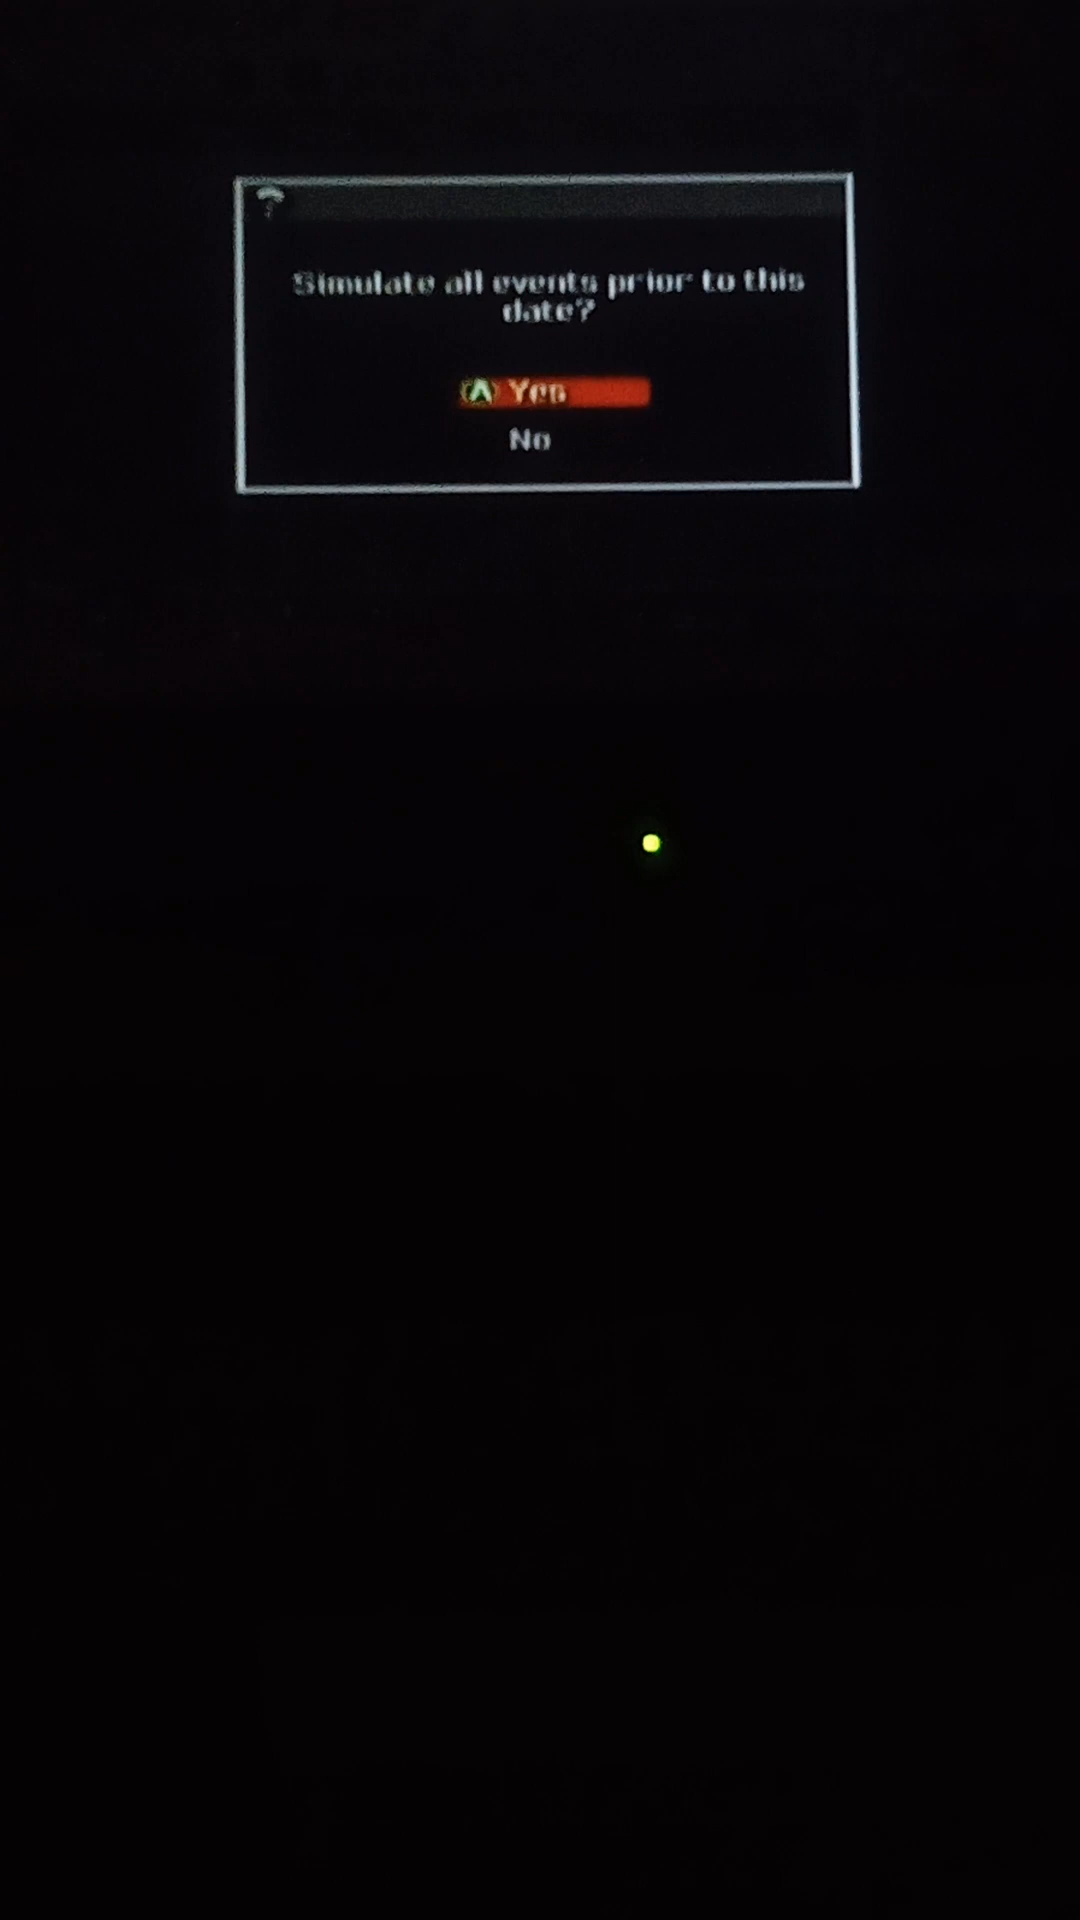 ?
Simulate all events prior to this
date?
A Yes
No